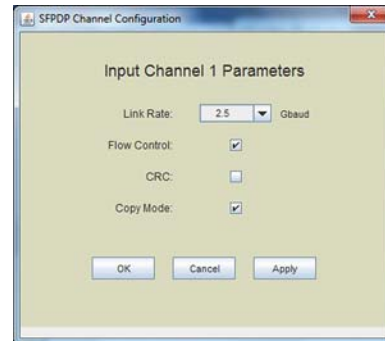 SFPDP Channel Configuration
Input Channel 1 Parameters
Link Rate: 2.5 Gbaud
Flow Control:
CRC:
Copy Mode:
OK Cancel Apply